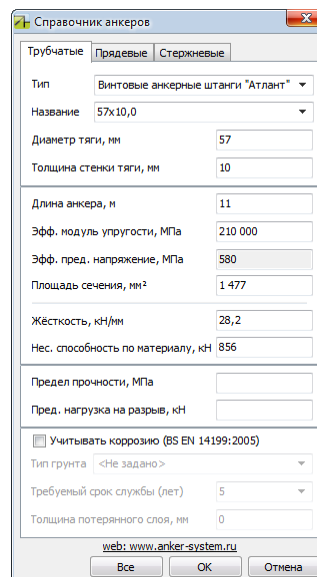 Справочник анкеров
Трубчатые Прядевые Стержневые
Тип Винтовые анкерные штанги "Атлант"
Название 57x10,0
Диаметр тяги, мм 57
Толщина стенки тяги, мм 10
Длина анкера, м 11
Эфф. модуль упругости, МПа 210 000
Эфф. пред. напряжение, МПа 580
Площадь сечения, мм² 1 477
Жёсткость, кН/мм 28,2
Нес. способность по материалу, кН 856
Предел прочности, МПа
Пред. нагрузка на разрыв, кН
Учитывать коррозию (BS EN 14199:2005)
Тип грунта <Не задано>
Требуемый срок службы (лет) 5
Толщина потерянного слоя, мм 0
web: www.anker-system.ru
Все OK Отмена